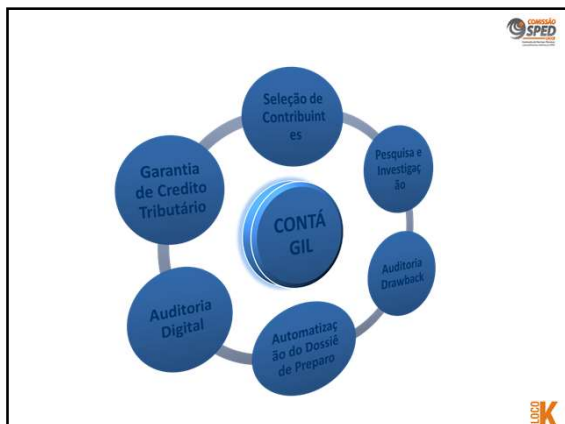 COMISSÃO
SPED
Seleção de
Contribuint
es
Pesquisa e
Investigaç
ão
Auditoria
Drawback
Automatizaç
ão do Dossiê
de Preparo
Auditoria
Digital
Garantia
de Credito
Tributário
CONTÁ
GIL
BLOCO
K